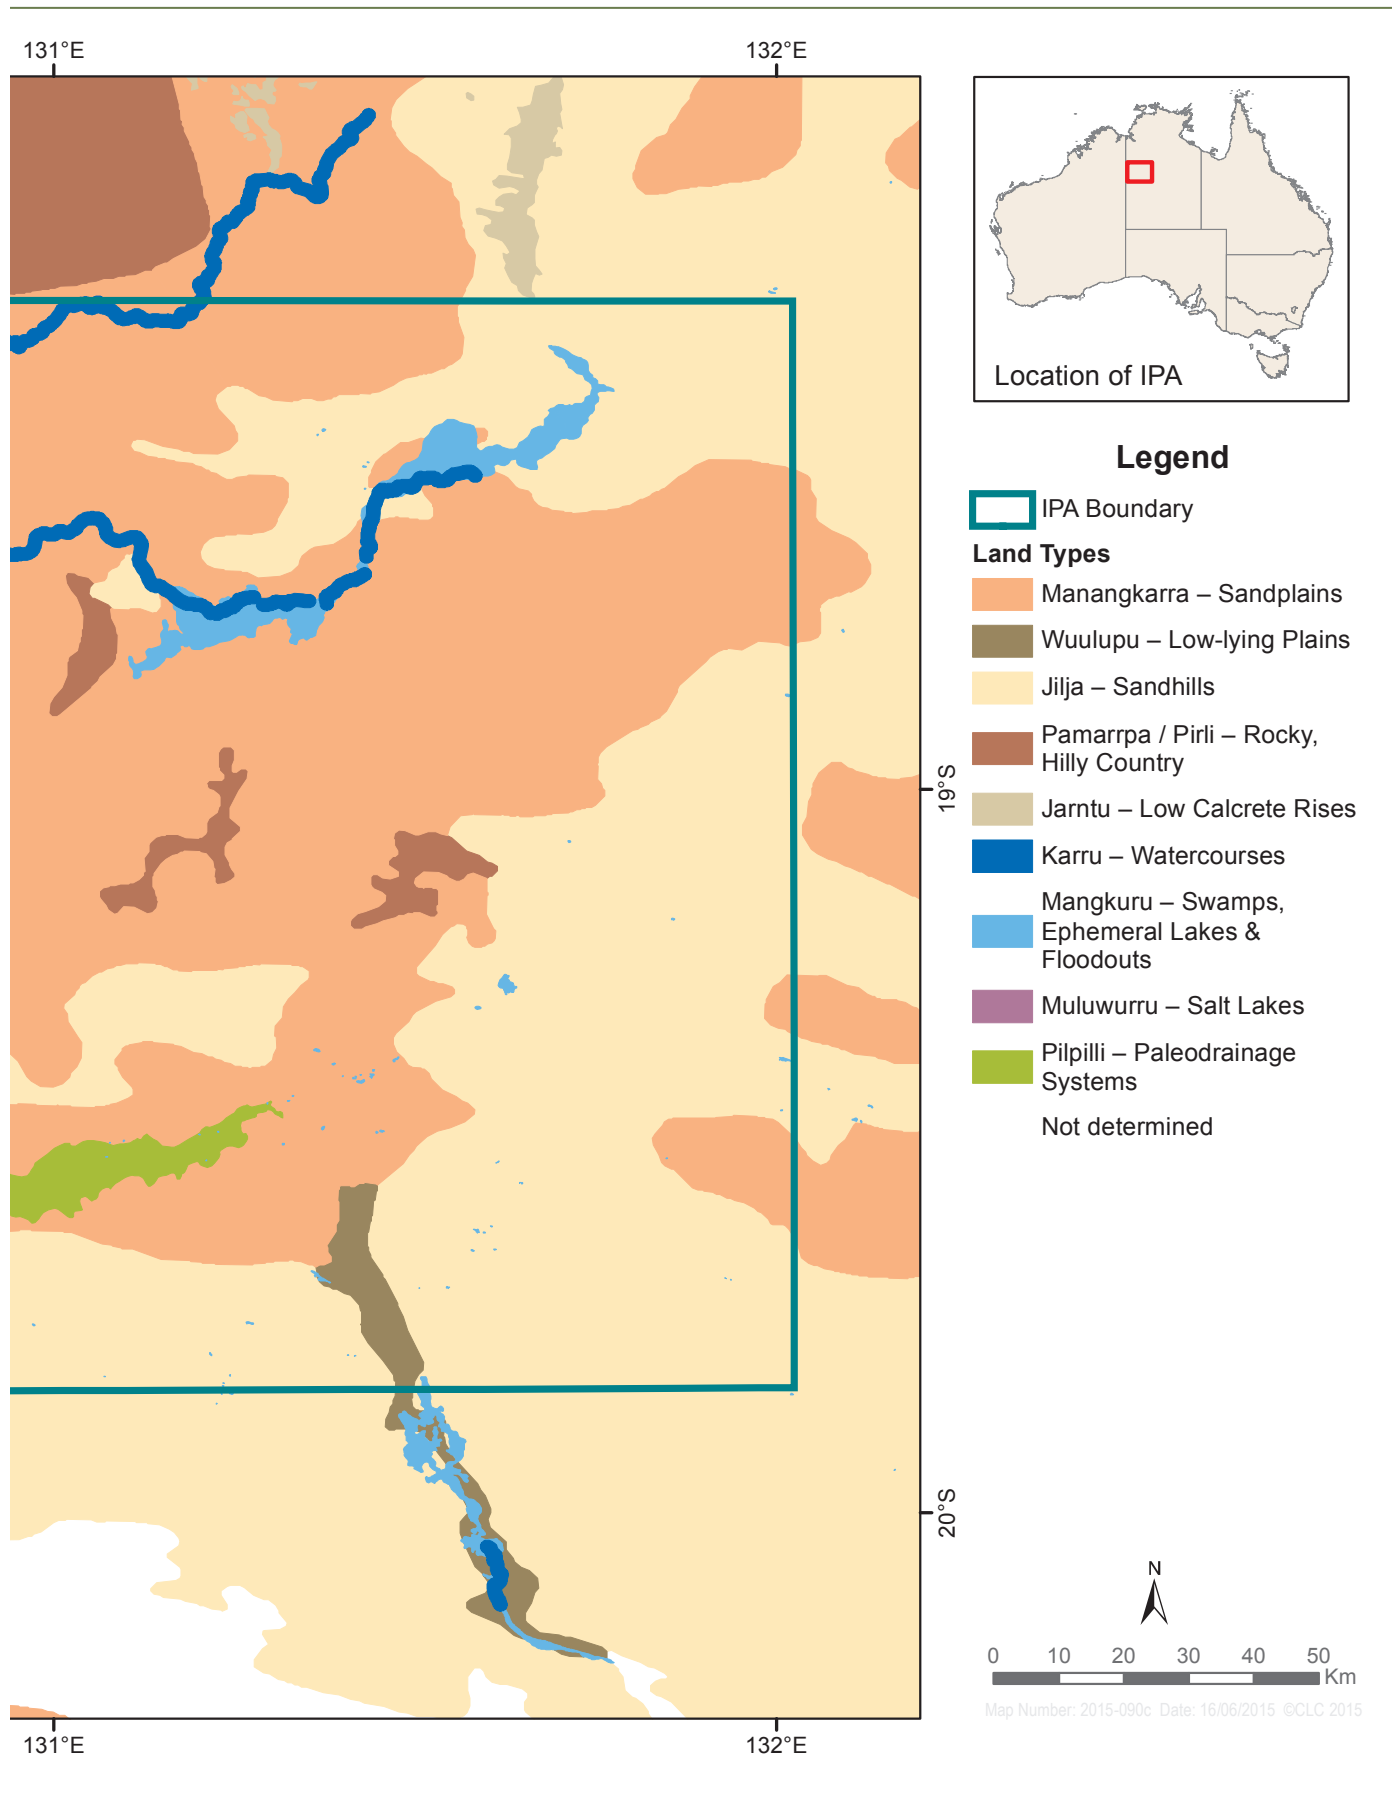 131°E
132°E
Location of IPA
Legend
IPA Boundary
Land Types
Manangkarra – Sandplains
Wuulupu – Low-lying Plains
Jilja – Sandhills
Pamarrpa / Pirli – Rocky,
Hilly Country
Jarntu – Low Calcrete Rises
Karru – Watercourses
Mangkuru – Swamps,
Ephemeral Lakes &
Floodouts
Muluwurru – Salt Lakes
Pilpilli – Paleodrainage
Systems
Not determined
19°S
20°S
N
0 10 20 30 40 50
Km
Map Number: 2015-090c Date: 16/06/2015 ©CLC 2015
131°E
132°E